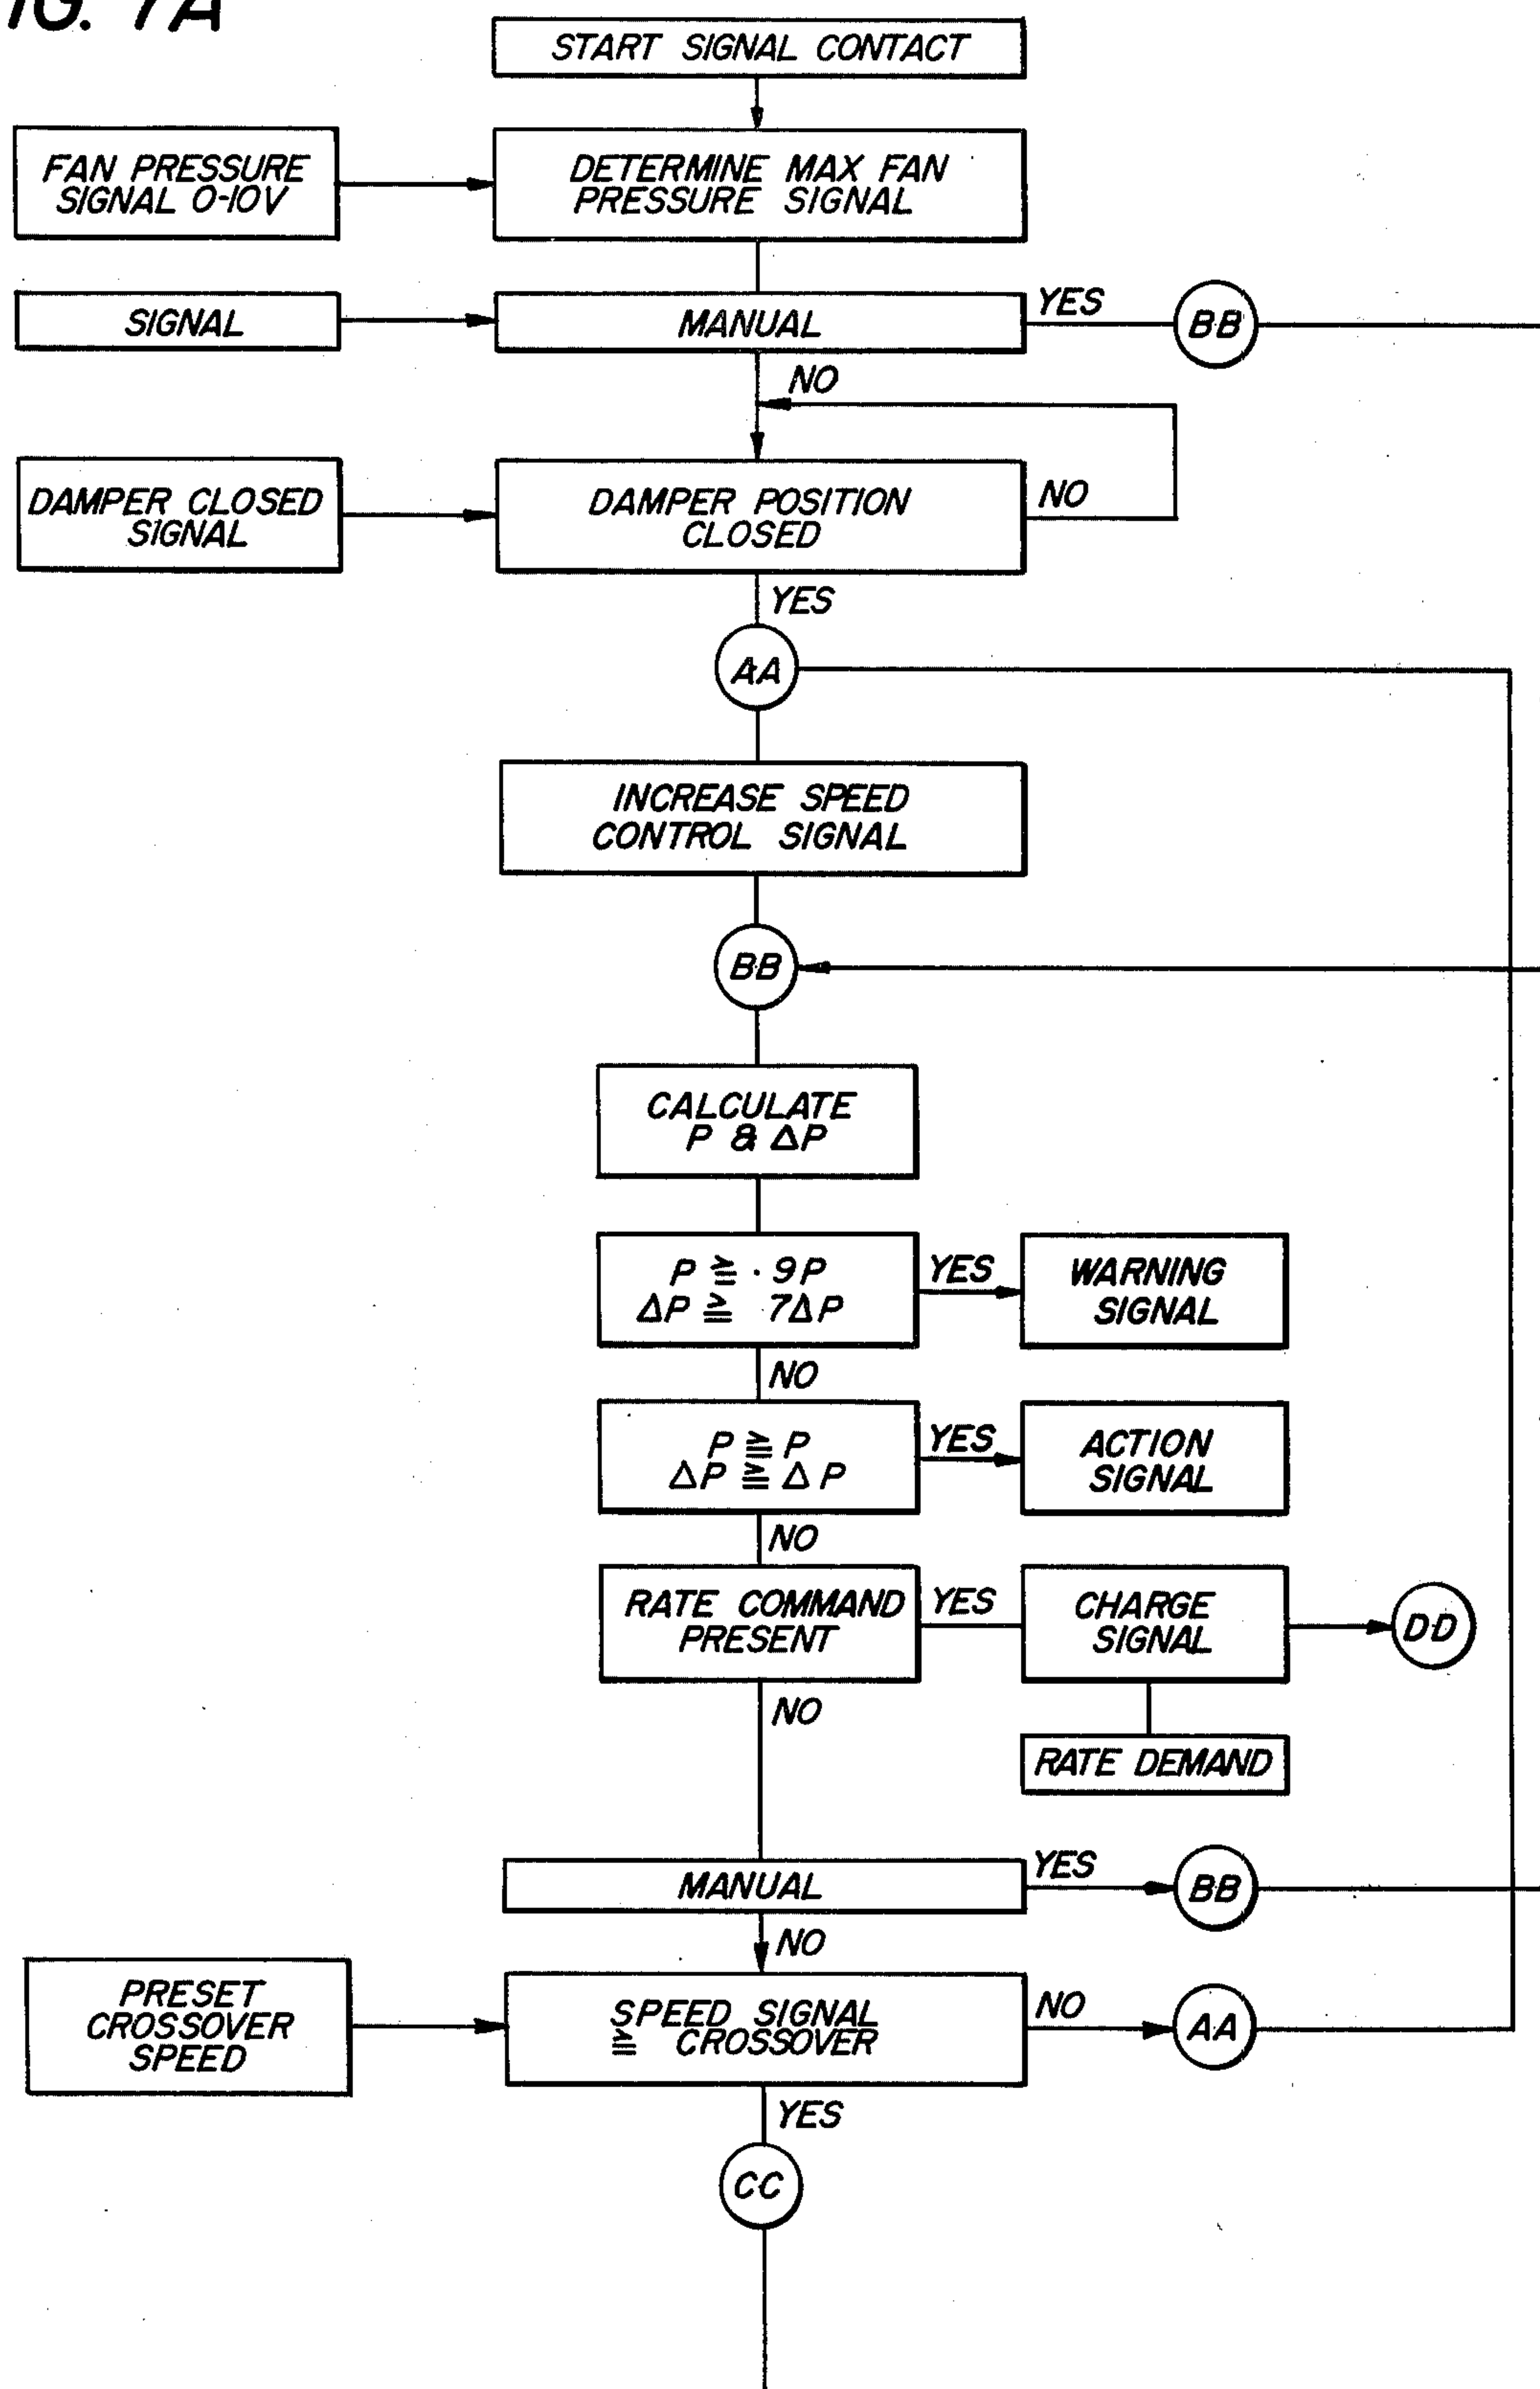 IG. 7A
START SIGNAL CONTACT
FAN PRESSURE
SIGNAL 0-10V
DETERMINE MAX FAN
PRESSURE SIGNAL
SIGNAL
MANUAL
YES
BB
NO
DAMPER CLOSED
SIGNAL
DAMPER POSITION
CLOSED
NO
YES
AA
INCREASE SPEED
CONTROL SIGNAL
BB
CALCULATE
P & ΔP
P ≧ .9P
ΔP ≧ 7ΔP
YES
WARNING
SIGNAL
NO
P ≧ P
ΔP ≧ ΔP
YES
ACTION
SIGNAL
NO
RATE COMMAND
PRESENT
YES
CHARGE
SIGNAL
DD
NO
RATE DEMAND
MANUAL
YES
BB
NO
PRESET
CROSSOVER
SPEED
SPEED SIGNAL
≧ CROSSOVER
NO
AA
YES
CC